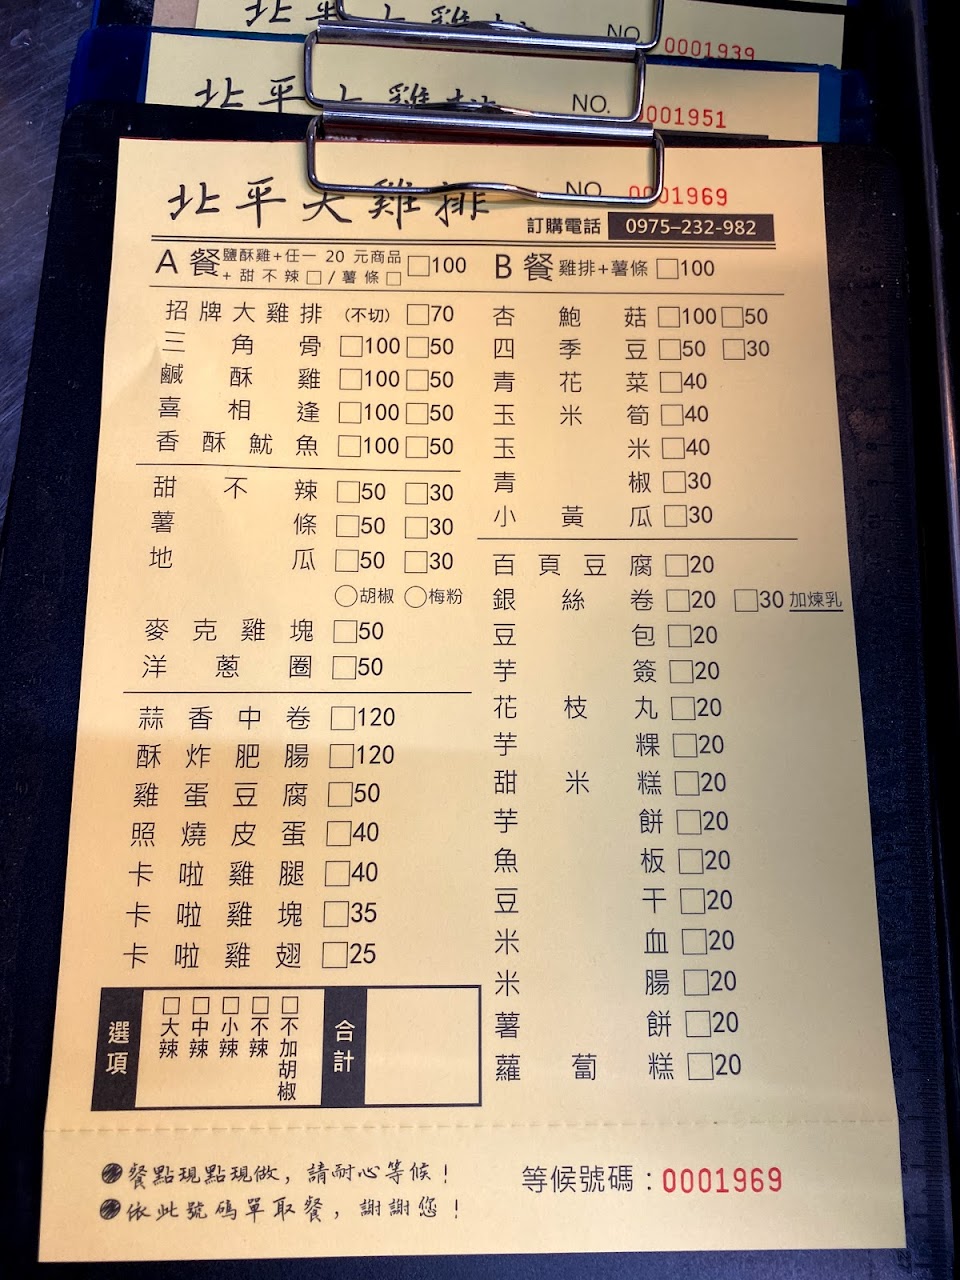 NO. 0001939
北平大雞排 NO. 0001951
北平大雞排 NO. 0001969
訂購電話 0975-232-982
A餐 鹽酥雞+任一 20 元商品 □100
+ 甜不辣□/薯條□
B餐 雞排+薯條 □100
招牌大雞排 (不切) □70
三角骨 □100 □50
鹹酥雞 □100 □50
喜相逢 □100 □50
香酥魷魚 □100 □50
甜不辣 □50 □30
薯條 □50 □30
地瓜 □50 □30
○胡椒 ○梅粉
麥克雞塊 □50
洋蔥圈 □50
蒜香中卷 □120
酥炸肥腸 □120
雞蛋豆腐 □50
照燒皮蛋 □40
卡啦雞腿 □40
卡啦雞塊 □35
卡啦雞翅 □25
杏鮑菇 □100 □50
四季豆 □50 □30
青花菜 □40
玉米筍 □40
玉米 □40
青椒 □30
小黃瓜 □30
百頁豆腐 □20
銀絲卷 □20 □30 加煉乳
豆包 □20
芋簽 □20
花枝丸 □20
芋粿 □20
甜米糕 □20
芋餅 □20
魚板 □20
豆干 □20
米血 □20
米腸 □20
薯餅 □20
蘿蔔糕 □20
選項
□大辣
□中辣
□小辣
□不辣
□不加胡椒
合計
餐點現點現做，請耐心等候！
依此號碼單取餐，謝謝您！
等候號碼：0001969